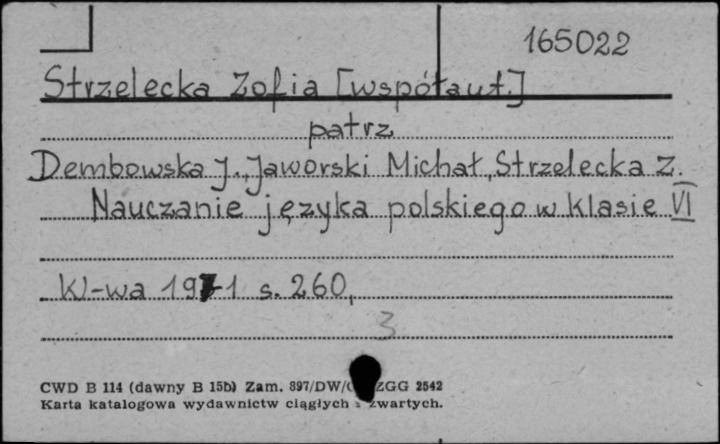 165022
Strzelecka Zofia [współaut.]
patrz
Dembowska J., Jaworski Michał, Strzelecka Z.
Nauczanie języka polskiego w klasie VI
W-wa 1971 s. 260,
3
CWD B 114 (dawny B 15b) Zam. 897/DW/ ZGG 2542
Karta katalogowa wydawnictw ciągłych i zwartych.